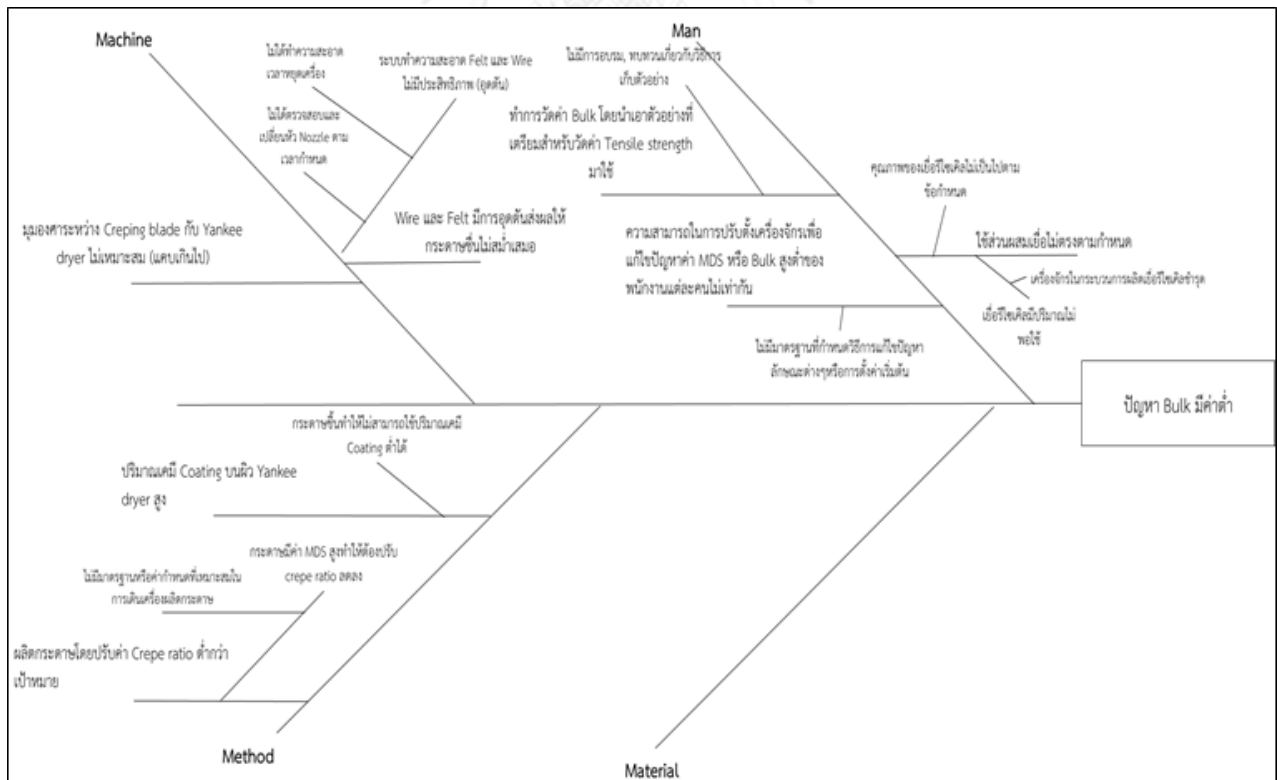 Machine
ไม่ได้ทำความสะอาด
เวลาหยุดเครื่อง
ระบบทำความสะอาด Felt และ Wire
ไม่มีประสิทธิภาพ (อุดตัน)
ไม่ได้ตรวจสอบและ
เปลี่ยนหัว Nozzle ตาม
เวลากำหนด
มุมองศาระหว่าง Creping blade กับ Yankee
dryer ไม่เหมาะสม (แคบเกินไป)
Wire และ Felt มีการอุดตันส่งผลให้
กระดาษชื้นไม่สม่ำเสมอ
Man
ไม่มีการอบรม, ทบทวนเกี่ยวกับวิธีการ
เก็บตัวอย่าง
ทำการวัดค่า Bulk โดยนำเอาตัวอย่างที่
เตรียมสำหรับวัดค่า Tensile strength
มาใช้
ความสามารถในการปรับตั้งเครื่องจักรเพื่อ
แก้ไขปัญหาค่า MDS หรือ Bulk สูงต่ำของ
พนักงานแต่ละคนไม่เท่ากัน
ไม่มีมาตรฐานที่กำหนดวิธีการแก้ไขปัญหา
ลักษณะต่างๆหรือการตั้งค่าเริ่มต้น
คุณภาพของเยื่อรีไซเคิลไม่เป็นไปตาม
ข้อกำหนด
ใช้ส่วนผสมเยื่อไม่ตรงตามกำหนด
เครื่องจักรในกระบวนการผลิตเยื่อรีไซเคิลชำรุด
เยื่อรีไซเคิลมีปริมาณไม่
พอใช้
ปัญหา Bulk มีค่าต่ำ
กระดาษชื้นทำให้ไม่สามารถใช้ปริมาณเคมี
Coating ต่ำได้
ปริมาณเคมี Coating บนผิว Yankee
dryer สูง
กระดาษมีค่า MDS สูงทำให้ต้องปรับ
crepe ratio ลดลง
ไม่มีมาตรฐานหรือค่ากำหนดที่เหมาะสมใน
การเดินเครื่องผลิตกระดาษ
ผลิตกระดาษโดยปรับค่า Crepe ratio ต่ำกว่า
เป้าหมาย
Method
Material